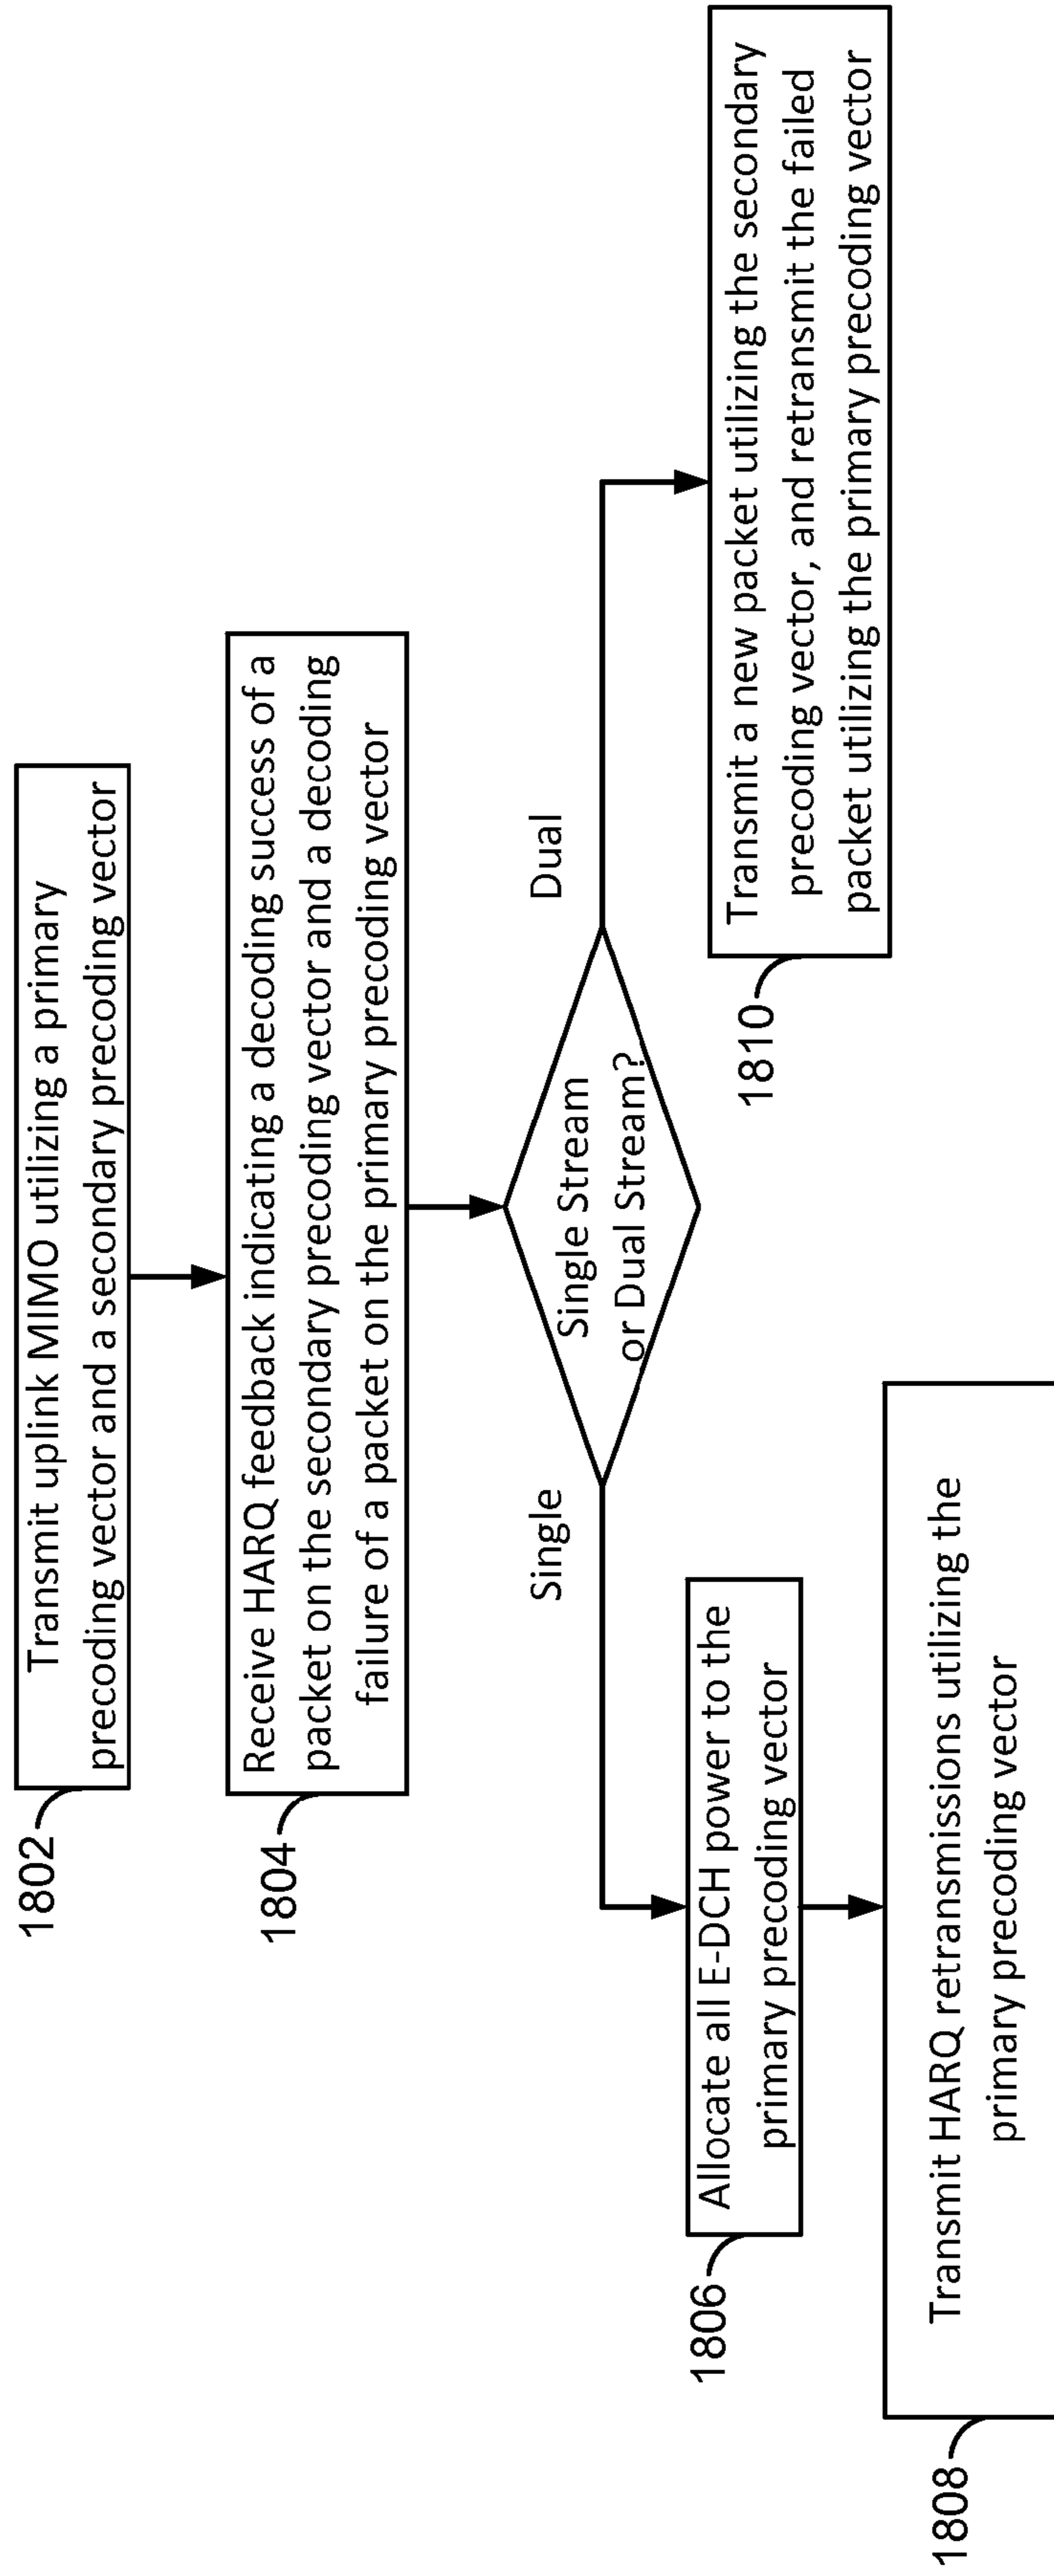 1802
Transmit uplink MIMO utilizing a primary
precoding vector and a secondary precoding vector
1804
Receive HARQ feedback indicating a decoding success of a
packet on the secondary precoding vector and a decoding
failure of a packet on the primary precoding vector
Single Stream
or Dual Stream?
Single
Dual
1806
Allocate all E-DCH power to the
primary precoding vector
1808
Transmit HARQ retransmissions utilizing the
primary precoding vector
1810
Transmit a new packet utilizing the secondary
precoding vector, and retransmit the failed
packet utilizing the primary precoding vector